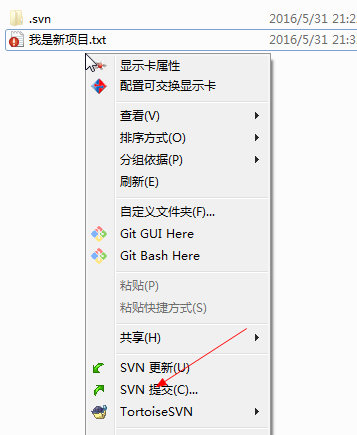 .svn 2016/5/31 21:2
我是新项目.txt 2016/5/31 21:3
显示卡属性
配置可交换显示卡
查看(V)
排序方式(O)
分组依据(P)
刷新(E)
自定义文件夹(F)...
Git GUI Here
Git Bash Here
粘贴(P)
粘贴快捷方式(S)
共享(H)
SVN 更新(U)
SVN 提交(C)...
TortoiseSVN